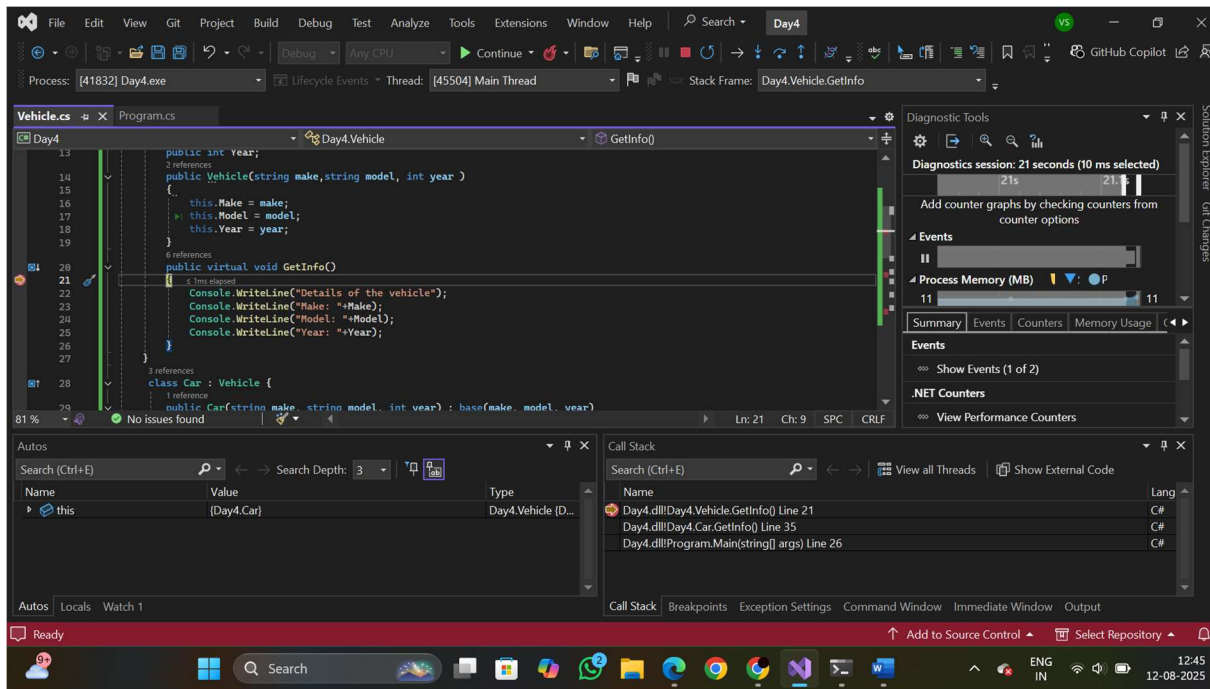 File Edit View Git Project Build Debug Test Analyze Tools Extensions Window Help Search Day4 VS
Debug Any CPU Continue GitHub Copilot
Process: [41832] Day4.exe Lifecycle Events Thread: [45504] Main Thread Stack Frame: Day4.Vehicle.GetInfo
Vehicle.cs Program.cs
Day4 Day4.Vehicle GetInfo()
13 public int Year;
2 references
14 public Vehicle(string make,string model, int year )
15 {
16 this.Make = make;
17 this.Model = model;
18 this.Year = year;
19 }
6 references
20 public virtual void GetInfo()
21 { ≤ 1ms elapsed
22 Console.WriteLine("Details of the vehicle");
23 Console.WriteLine("Make: "+Make);
24 Console.WriteLine("Model: "+Model);
25 Console.WriteLine("Year: "+Year);
26 }
27 }
3 references
28 class Car : Vehicle {
1 reference
29 public Car(string make, string model, int year) : base(make, model, year)
81 % No issues found Ln: 21 Ch: 9 SPC CRLF
Diagnostic Tools
Diagnostics session: 21 seconds (10 ms selected)
21s 21.1s
Add counter graphs by checking counters from
counter options
Events
Process Memory (MB) P
11 11
Summary Events Counters Memory Usage
Events
Show Events (1 of 2)
.NET Counters
View Performance Counters
Solution Explorer
Git Changes
Autos
Search (Ctrl+E) Search Depth: 3
Name Value Type
this {Day4.Car} Day4.Vehicle {D...
Autos Locals Watch 1
Call Stack
Search (Ctrl+E) View all Threads Show External Code
Name Lang
Day4.dll!Day4.Vehicle.GetInfo() Line 21 C#
Day4.dll!Day4.Car.GetInfo() Line 35 C#
Day4.dll!Program.Main(string[] args) Line 26 C#
Call Stack Breakpoints Exception Settings Command Window Immediate Window Output
Ready Add to Source Control Select Repository
9+ Search 2 ENG 12:45
IN 12-08-2025